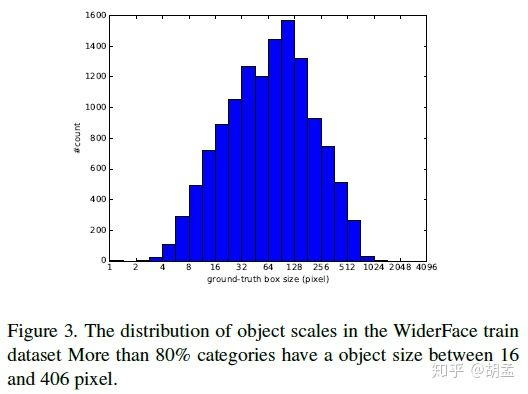 1600
1400
1200
1000
800
600
400
200
0
#count
1 2 4 8 16 32 64 128 256 512 1024 2048 4096
ground-truth box size (pixel)
Figure 3. The distribution of object scales in the WiderFace train
dataset More than 80% categories have a object size between 16
and 406 pixel.
知乎 @胡孟